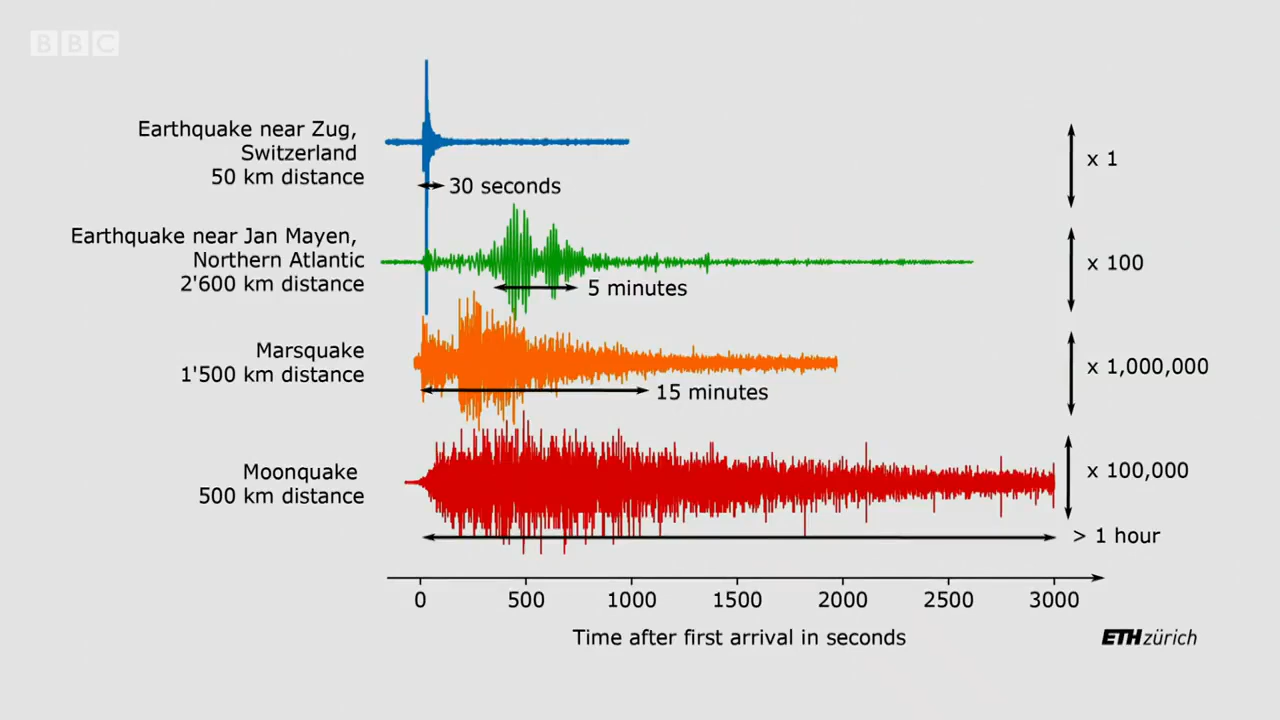 BBC
Earthquake near Zug,
Switzerland
50 km distance
x 1
30 seconds
Earthquake near Jan Mayen,
Northern Atlantic
2'600 km distance
x 100
5 minutes
Marsquake
1'500 km distance
x 1,000,000
15 minutes
Moonquake
500 km distance
x 100,000
> 1 hour
0 500 1000 1500 2000 2500 3000
Time after first arrival in seconds
ETH zürich